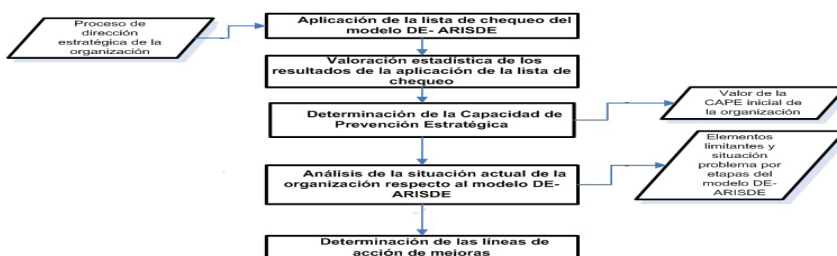 Proceso de
dirección
estratégica de la
organización
Aplicación de la lista de chequeo del
modelo DE- ARISDE
Valoración estadística de los
resultados de la aplicación de la lista de
chequeo
Determinación de la Capacidad de
Prevención Estratégica
Valor de la
CAPE inicial de
la organización
Análisis de la situación actual de la
organización respecto al modelo DE-
ARISDE
Elementos
limitantes y
situación
problema por
etapas del
modelo DE-
ARISDE
Determinación de las líneas de
acción de mejoras